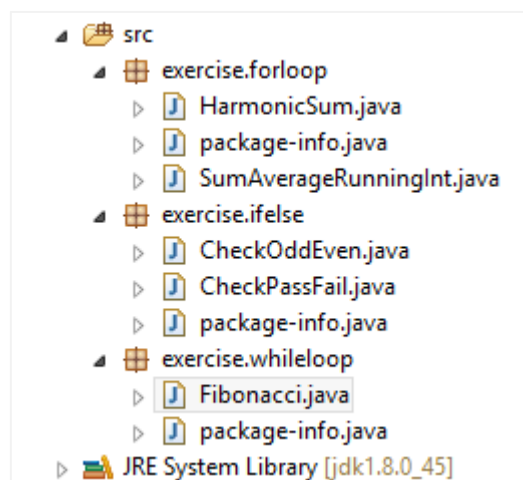 src
exercise.forloop
HarmonicSum.java
package-info.java
SumAverageRunningInt.java
exercise.ifelse
CheckOddEven.java
CheckPassFail.java
package-info.java
exercise.whileloop
Fibonacci.java
package-info.java
JRE System Library [jdk1.8.0_45]